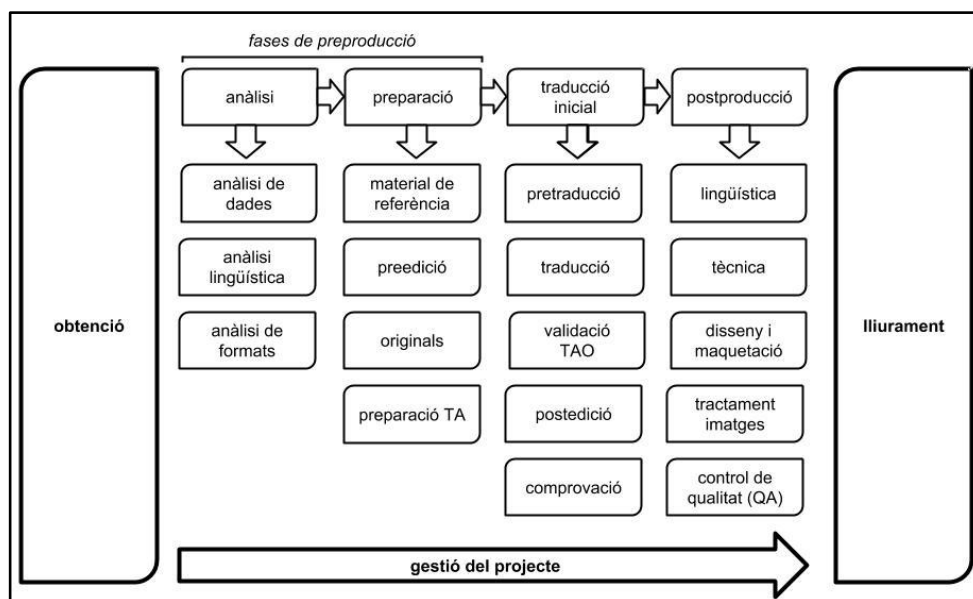 fases de preproducció
anàlisi
preparació
traducció
inicial
postproducció
anàlisi de
dades
material de
referència
pretraducció
lingüística
anàlisi
lingüística
preedició
traducció
tècnica
obtenció
anàlisi de
formats
originals
validació
TAO
disseny i
maquetació
lliurament
preparació TA
postedició
tractament
imatges
comprovació
control de
qualitat (QA)
gestió del projecte